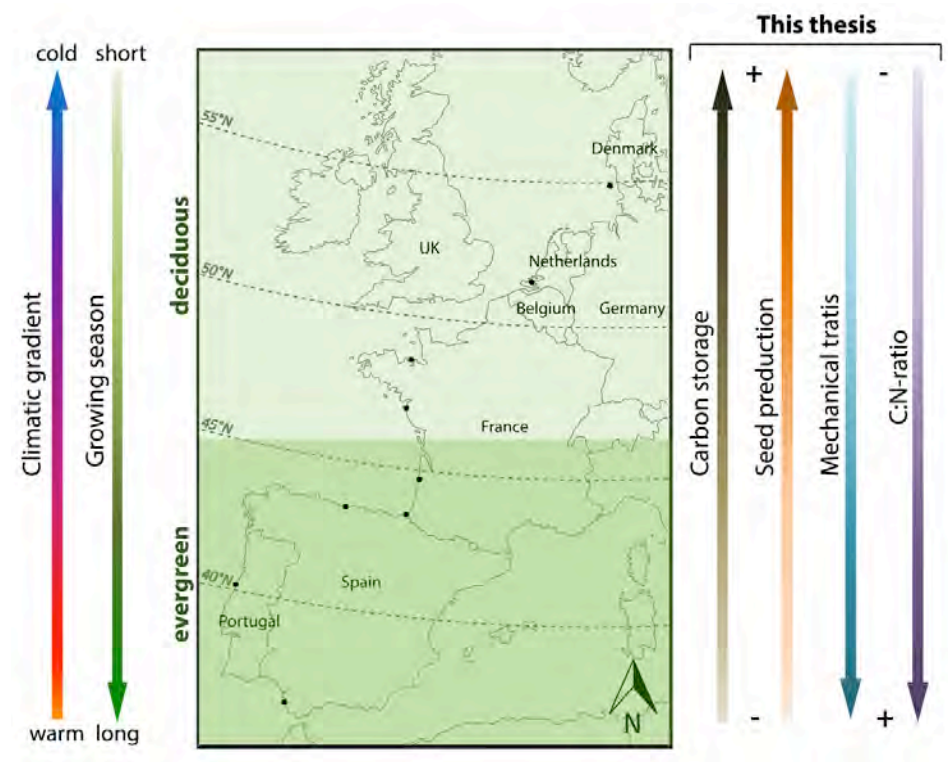 This thesis
cold short
+ -
55°N
Denmark
deciduous
UK
50°N
Netherlands
Belgium Germany
Climatic gradient
Growing season
Carbon storage
Seed preduction
Mechanical tratis
C:N-ratio
45°N
France
evergreen
40°N
Spain
Portugal
N
- +
warm long